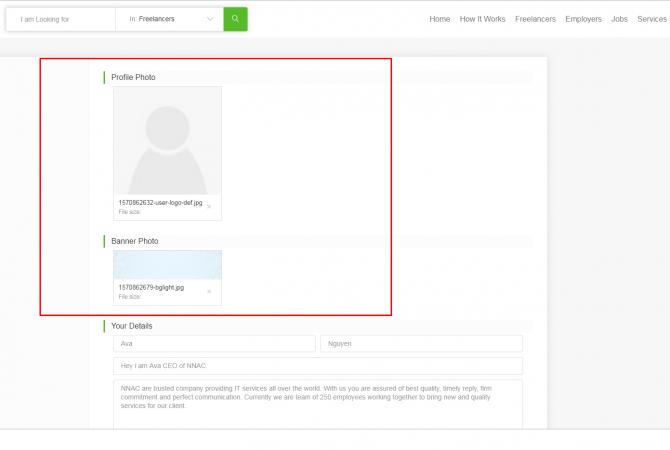 I am Looking for
In: Freelancers
Home How It Works Freelancers Employers Jobs Services
Profile Photo
1570862632-user-logo-def.jpg
File size:
Banner Photo
1570862679-bglight.jpg
File size:
Your Details
Ava
Nguyen
Hey I am Ava CEO of NNAC
NNAC are trusted company providing IT services all over the world. With us you are assured of best quality, timely reply, firm
commitment and perfect communication. Currently we are team of 250 employees working together to bring new and quality
services for our client.